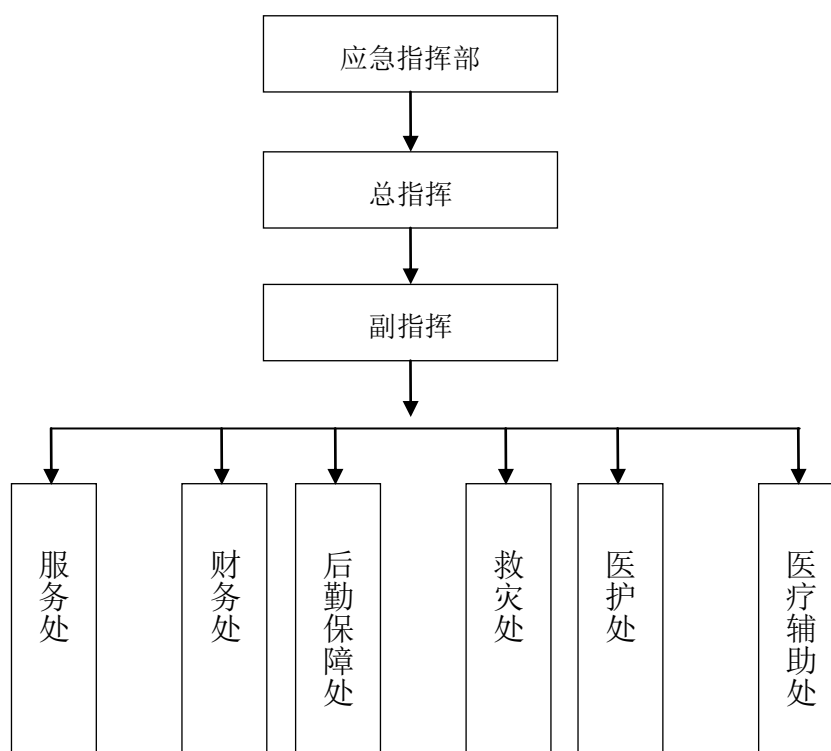 应急指挥部
总指挥
副指挥
服务处
财务处
后勤保障处
救灾处
医护处
医疗辅助处